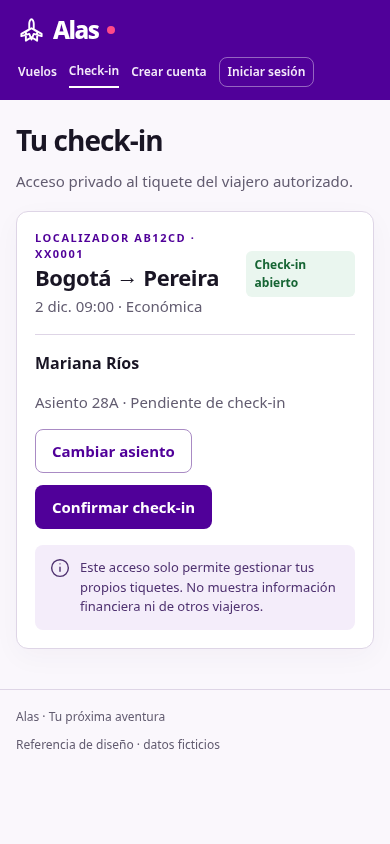 Alas
Vuelos Check-in Crear cuenta Iniciar sesión
Tu check-in
Acceso privado al tiquete del viajero autorizado.
LOCALIZADOR AB12CD ·
XX0001
Bogotá → Pereira
2 dic. 09:00 · Económica
Check-in
abierto
Mariana Ríos
Asiento 28A · Pendiente de check-in
Cambiar asiento
Confirmar check-in
Este acceso solo permite gestionar tus
propios tiquetes. No muestra información
financiera ni de otros viajeros.
Alas · Tu próxima aventura
Referencia de diseño · datos ficticios